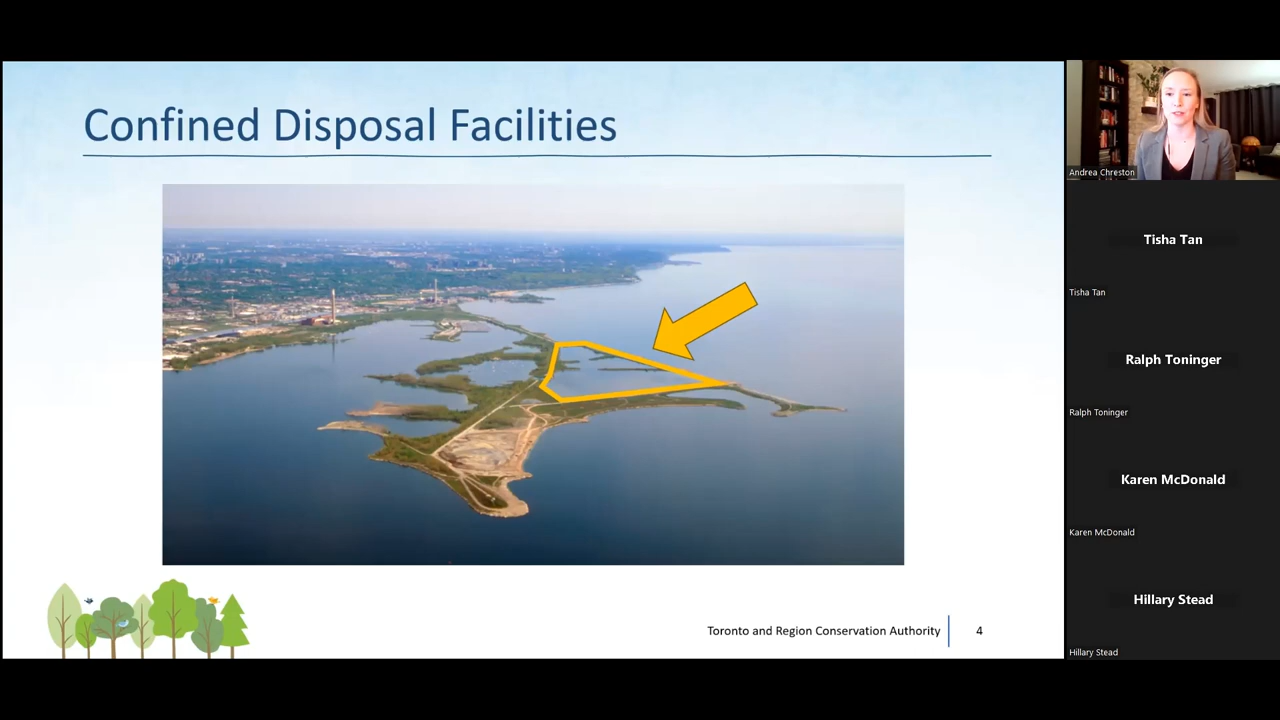 Confined Disposal Facilities
Toronto and Region Conservation Authority
4
Andrea Chreston
Tisha Tan
Tisha Tan
Ralph Toninger
Ralph Toninger
Karen McDonald
Karen McDonald
Hillary Stead
Hillary Stead